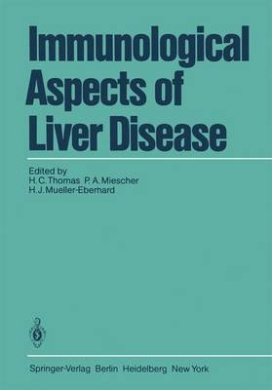 Immunological
Aspects of
Liver Disease
Edited by
H.C.Thomas P.A.Miescher
H.J.Mueller-Eberhard
Springer-Verlag Berlin Heidelberg New York